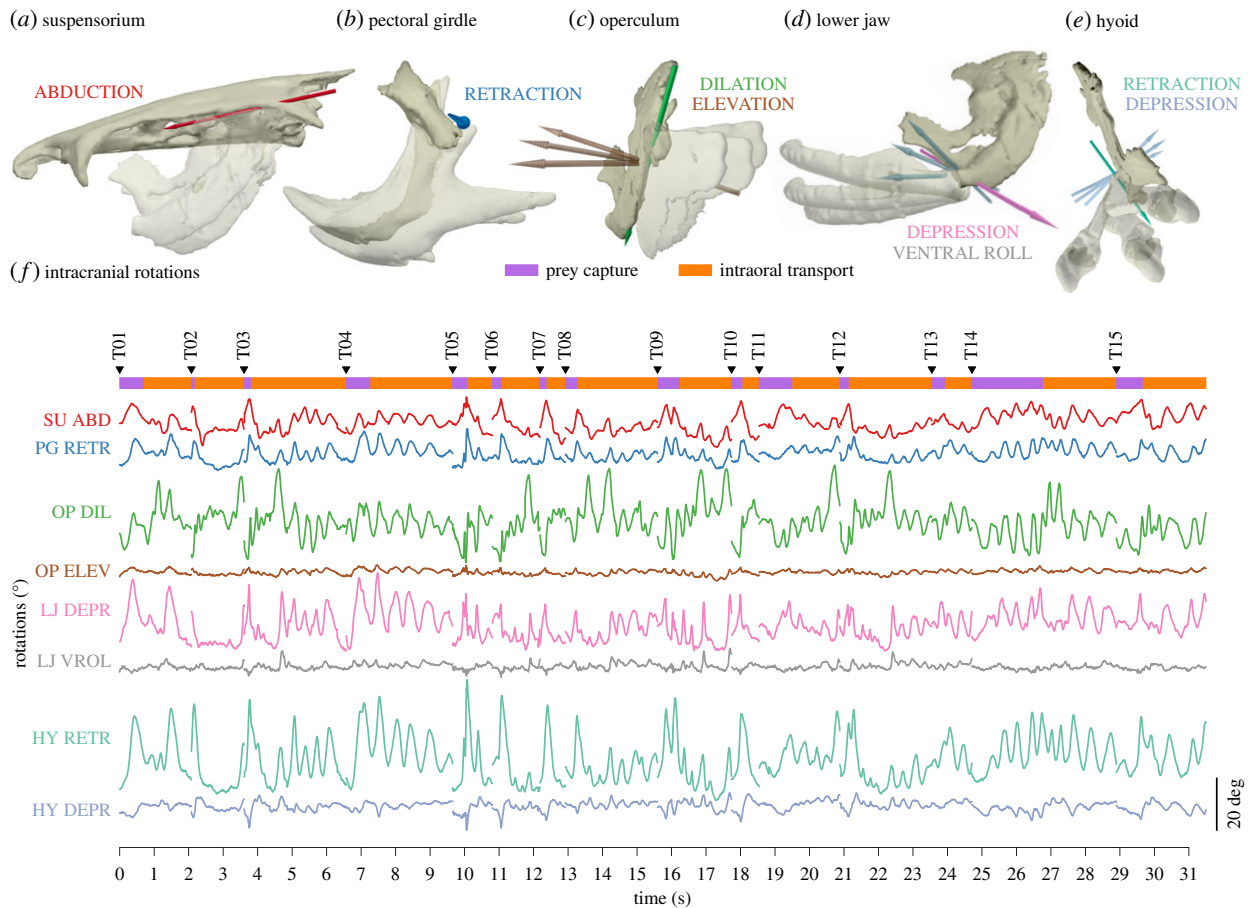 (a) suspensorium
(b) pectoral girdle
(c) operculum
(d) lower jaw
(e) hyoid
ABDUCTION
RETRACTION
DILATION
ELEVATION
DEPRESSION
VENTRAL ROLL
RETRACTION
DEPRESSION
(f) intracranial rotations
prey capture
intraoral transport
T01 T02 T03 T04 T05 T06 T07 T08 T09 T10 T11 T12 T13 T14 T15
SU ABD
PG RETR
OP DIL
OP ELEV
LJ DEPR
LJ VROL
HY RETR
HY DEPR
rotations (°)
20 deg
0 1 2 3 4 5 6 7 8 9 10 11 12 13 14 15 16 17 18 19 20 21 22 23 24 25 26 27 28 29 30 31
time (s)